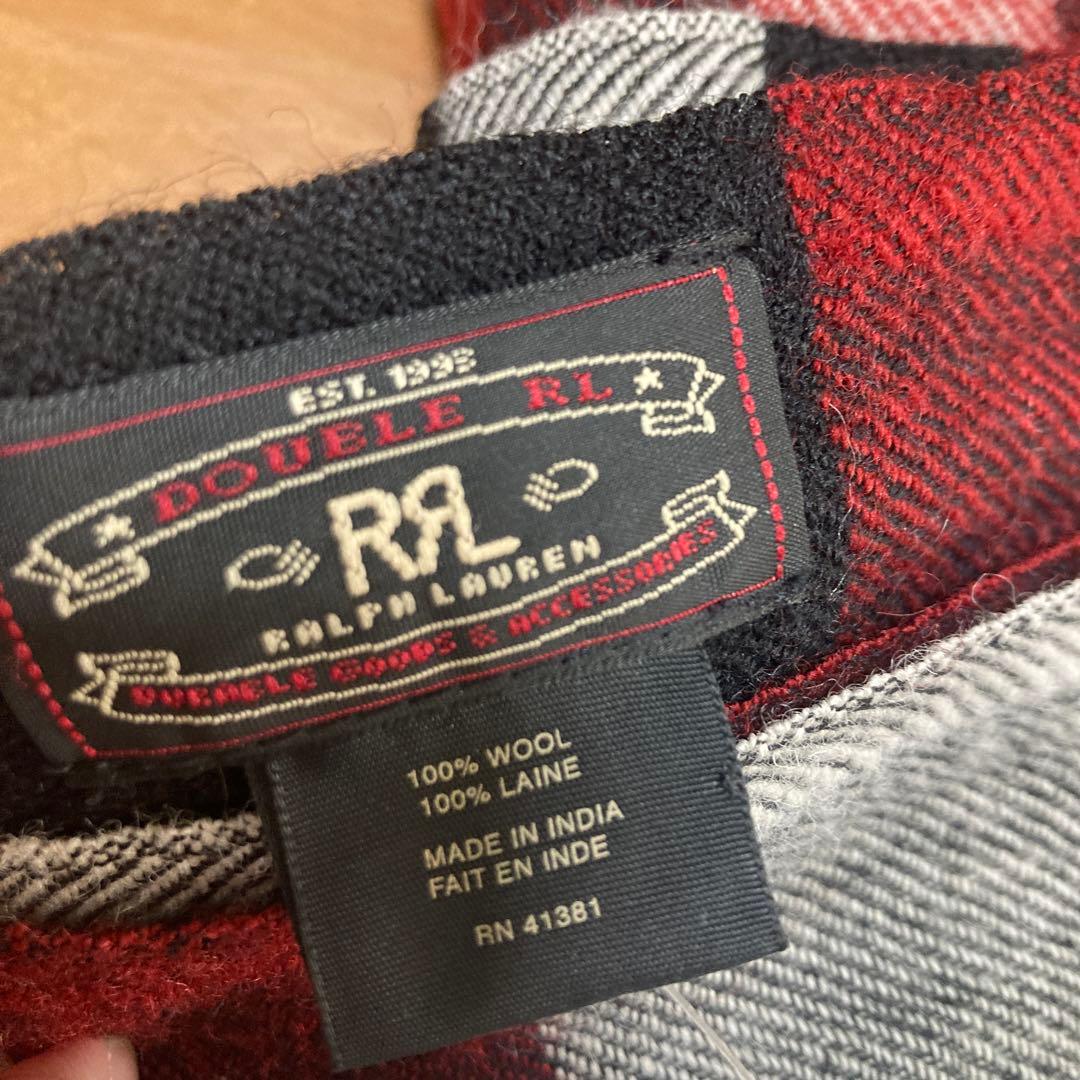 EST. 1993
DOUBLE RL
RRL
RALPH LAUREN
DURABLE GOODS & ACCESSORIES
100% WOOL
100% LAINE
MADE IN INDIA
FAIT EN INDE
RN 41381